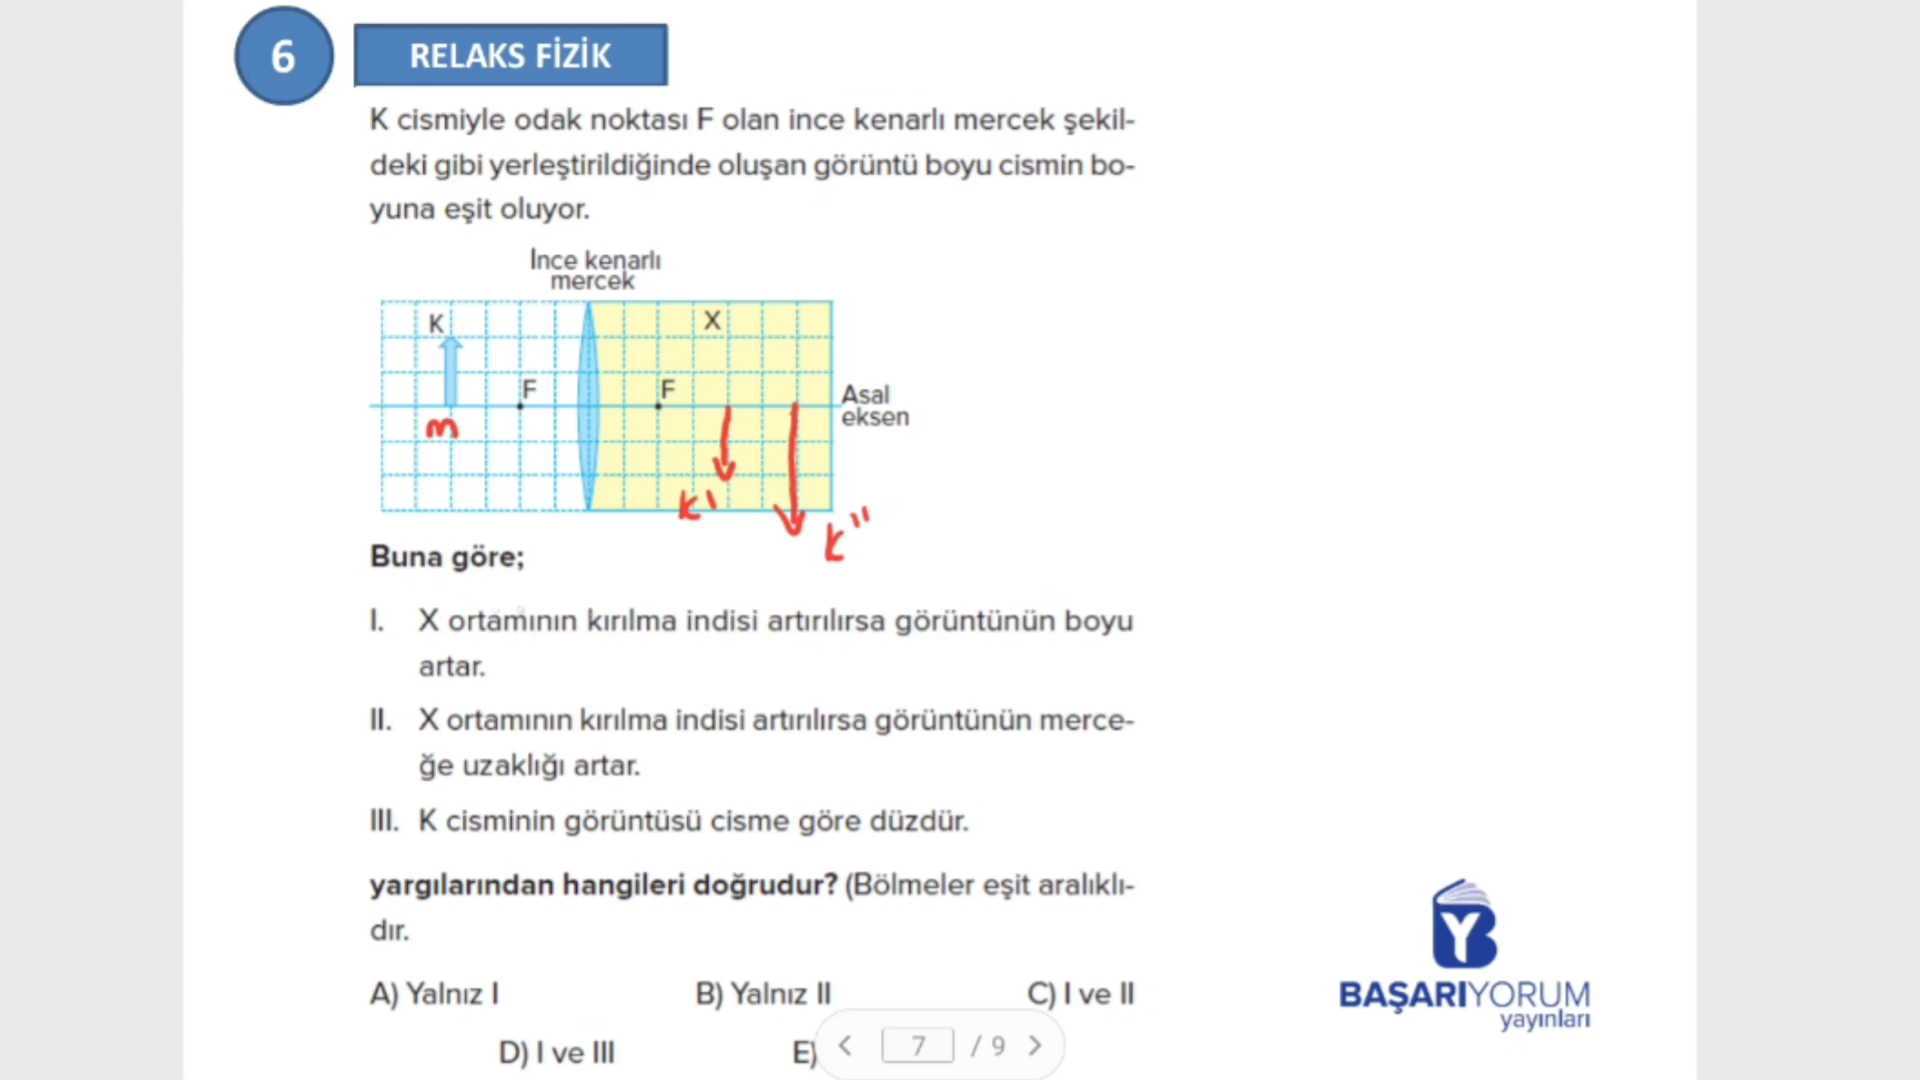 6
RELAKS FİZİK
K cismiyle odak noktası F olan ince kenarlı mercek şekil-
deki gibi yerleştirildiğinde oluşan görüntü boyu cismin bo-
yuna eşit oluyor.
İnce kenarlı
mercek
K
X
F
F
Asal
eksen
m
K'
K''
Buna göre;
I. X ortamının kırılma indisi artırılırsa görüntünün boyu
artar.
II. X ortamının kırılma indisi artırılırsa görüntünün merce-
ğe uzaklığı artar.
III. K cisminin görüntüsü cisme göre düzdür.
yargılarından hangileri doğrudur? (Bölmeler eşit aralıklı-
dır.
A) Yalnız I B) Yalnız II C) I ve II
D) I ve III E)
7 / 9
BAŞARIYORUM
yayınları